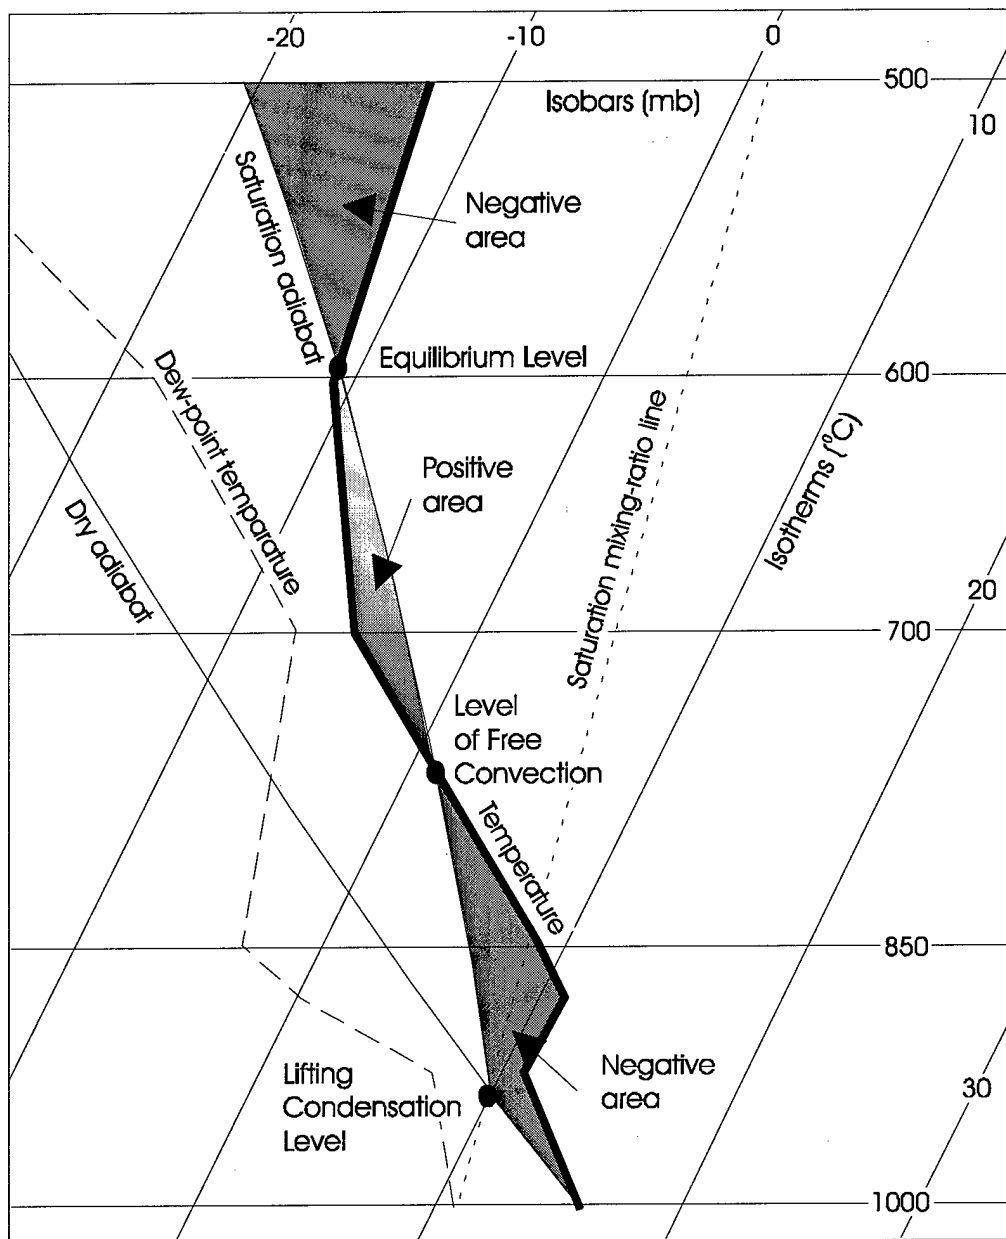 -20
-10
0
500
Isobars (mb)
10
Saturation adiabat
Negative
area
Equilibrium Level
600
Dew-point temparature
Positive
area
Saturation mixing-ratio line
Isotherms (°C)
Dry adiabat
20
700
Level
of Free
Convection
Temperature
850
Lifting
Condensation
Level
Negative
area
30
1000